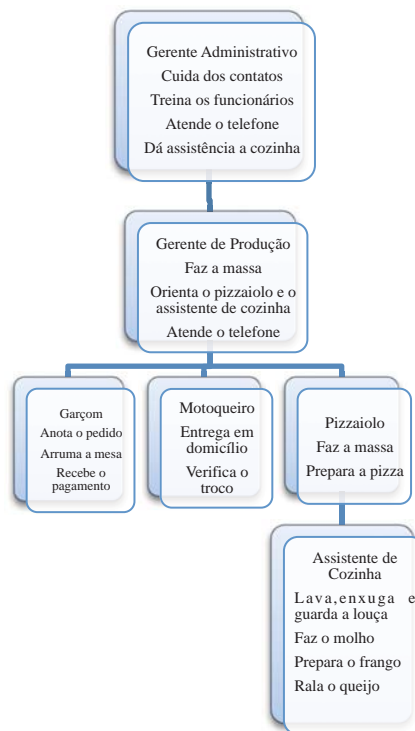 Gerente Administrativo
Cuida dos contatos
Treina os funcionários
Atende o telefone
Dá assistência a cozinha
Gerente de Produção
Faz a massa
Orienta o pizzaiolo e o
assistente de cozinha
Atende o telefone
Garçom
Anota o pedido
Arruma a mesa
Recebe o
pagamento
Motoqueiro
Entrega em
domicílio
Verifica o
troco
Pizzaiolo
Faz a massa
Prepara a pizza
Assistente de
Cozinha
Lava,enxuga e
guarda a louça
Faz o molho
Prepara o frango
Rala o queijo